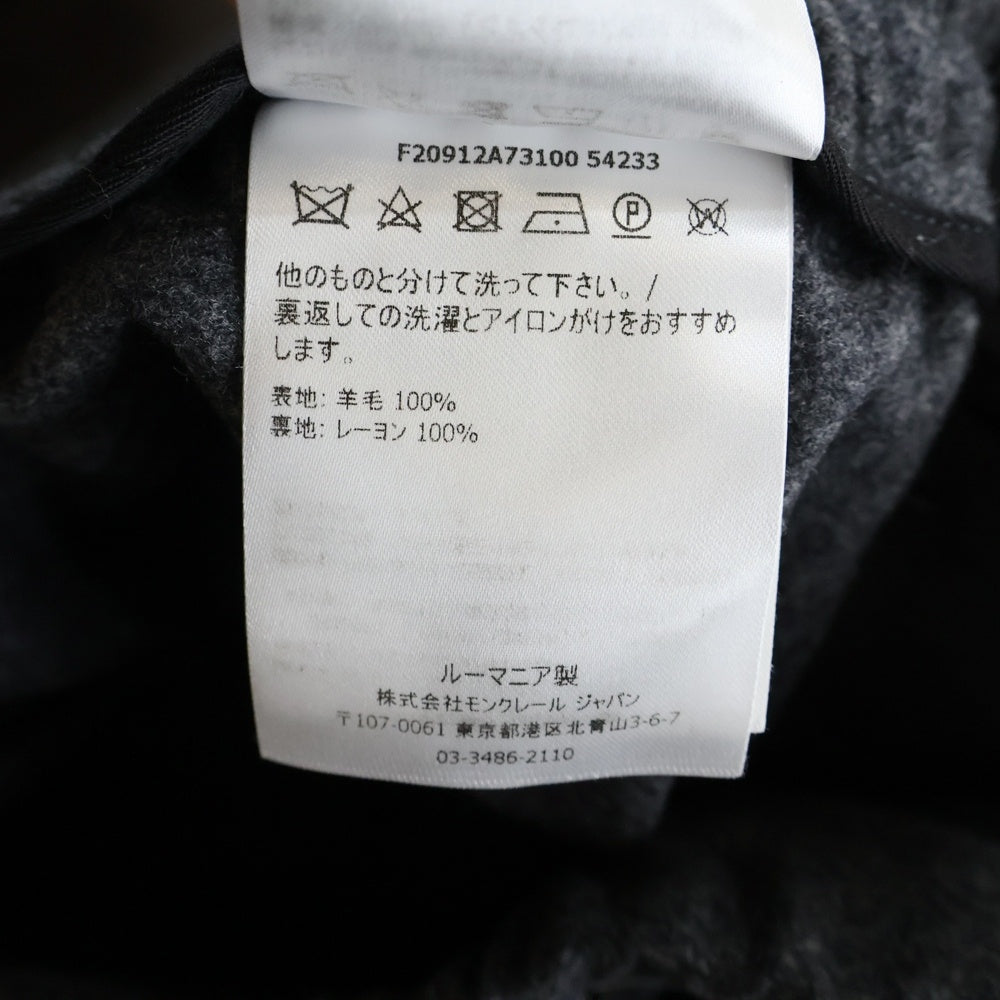 F20912A73100 54233
他のものと分けて洗って下さい。/
裏返しての洗濯とアイロンがけをおすすめ
します。
表地: 羊毛 100%
裏地: レーヨン 100%
ルーマニア製
株式会社モンクレール ジャパン
〒107-0061 東京都港区北青山3-6-7
03-3486-2110